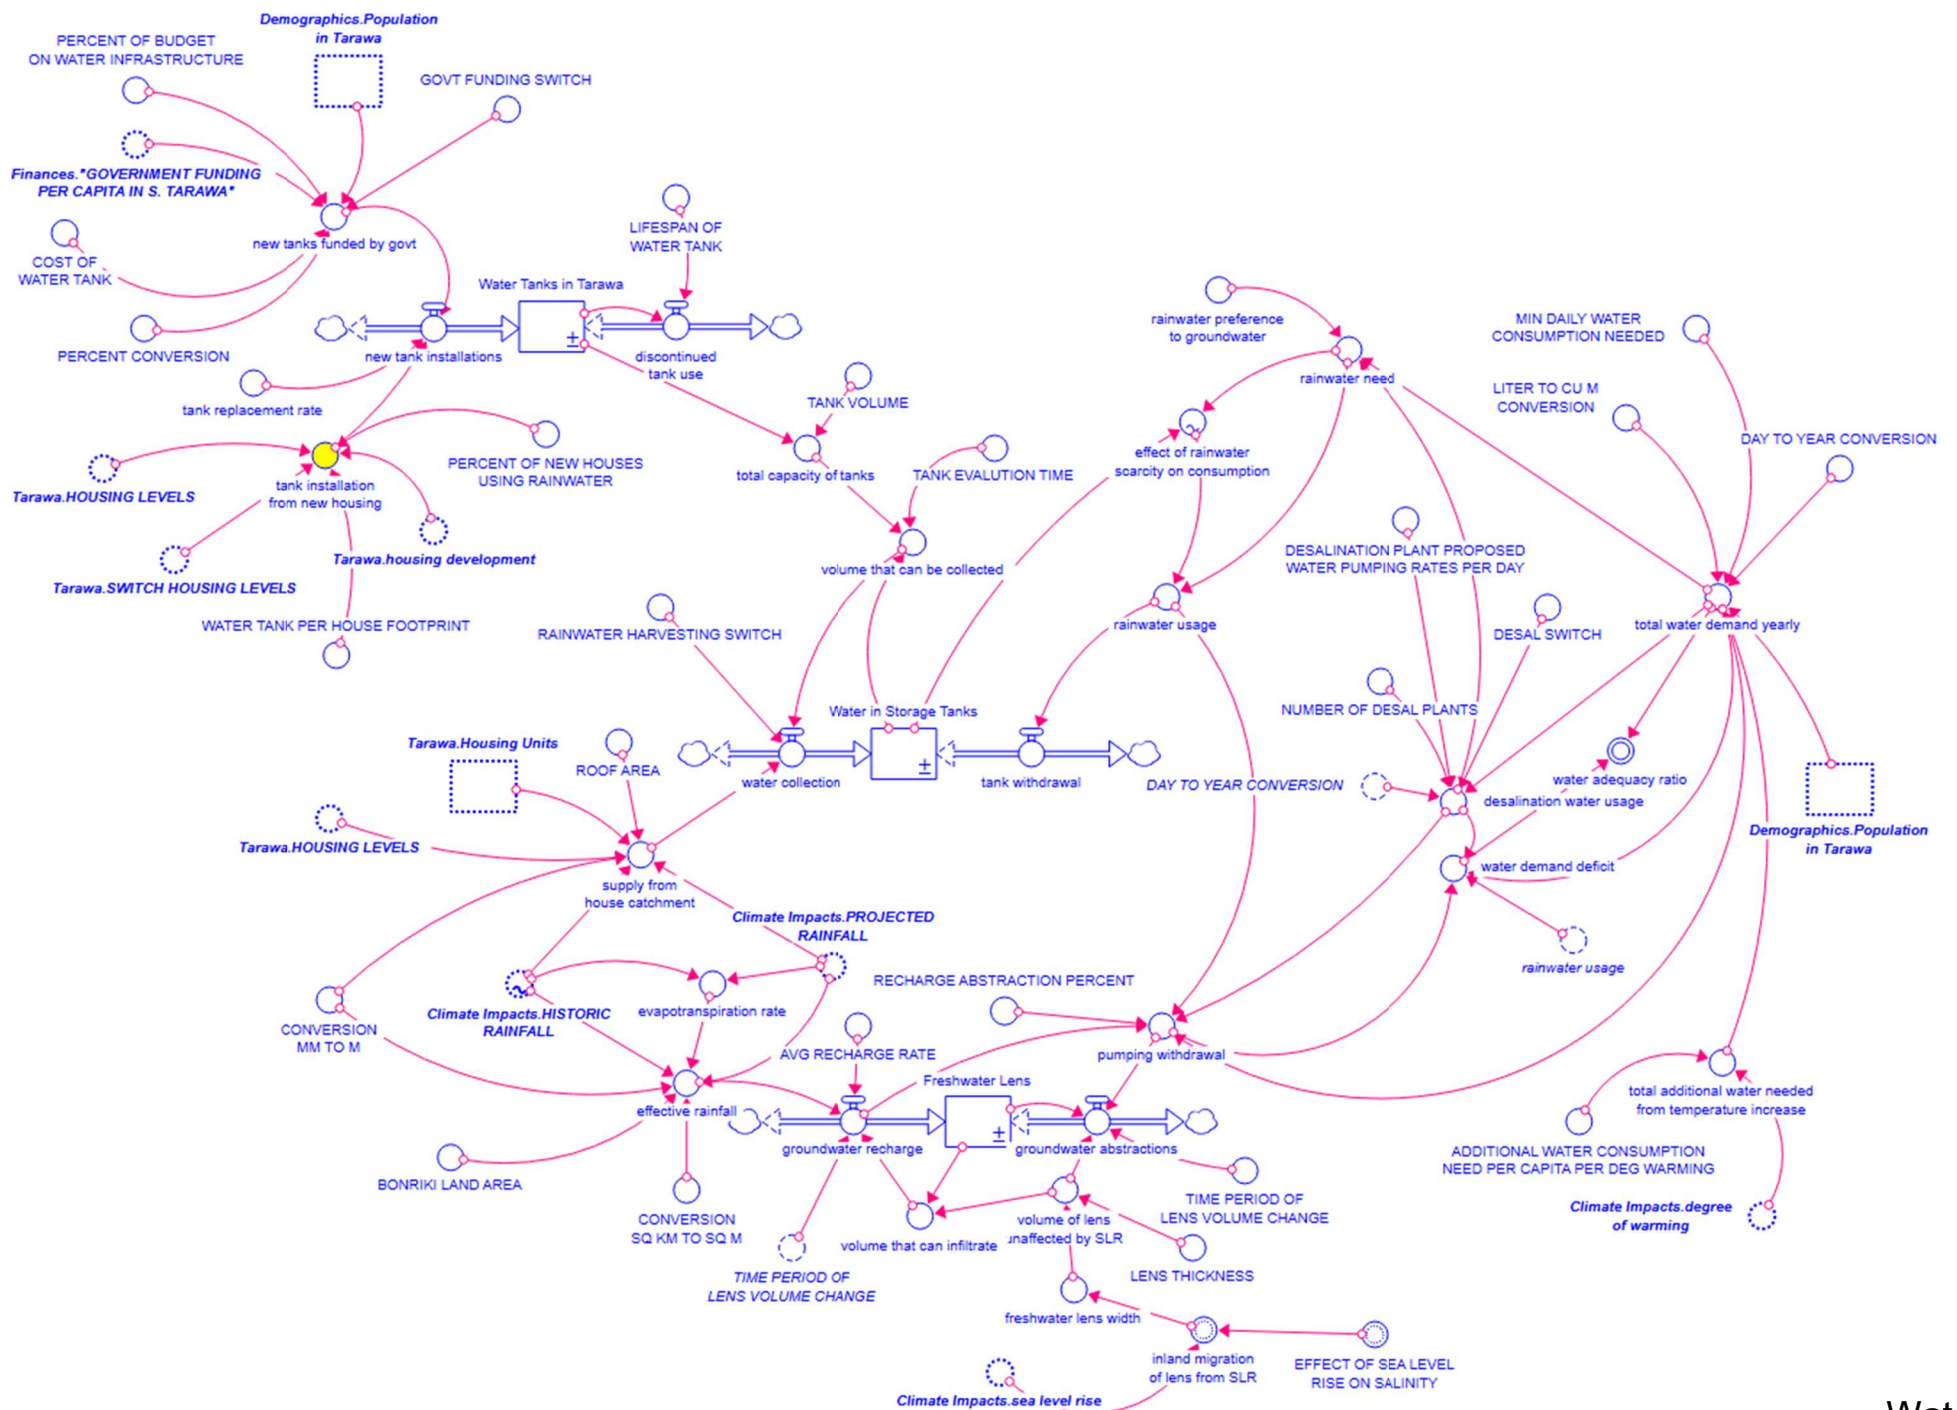 Demographics.Population
in Tarawa
PERCENT OF BUDGET
ON WATER INFRASTRUCTURE
GOVT FUNDING SWITCH
Finances."GOVERNMENT FUNDING
PER CAPITA IN S. TARAWA"
new tanks funded by govt
COST OF
WATER TANK
LIFESPAN OF
WATER TANK
Water Tanks in Tarawa
PERCENT CONVERSION
new tank installations
discontinued
tank use
tank replacement rate
TANK VOLUME
rainwater preference
to groundwater
rainwater need
MIN DAILY WATER
CONSUMPTION NEEDED
LITER TO CU M
CONVERSION
DAY TO YEAR CONVERSION
PERCENT OF NEW HOUSES
USING RAINWATER
total capacity of tanks
TANK EVALUTION TIME
effect of rainwater
scarcity on consumption
Tarawa.HOUSING LEVELS
tank installation
from new housing
Tarawa.housing development
Tarawa.SWITCH HOUSING LEVELS
volume that can be collected
DESALINATION PLANT PROPOSED
WATER PUMPING RATES PER DAY
WATER TANK PER HOUSE FOOTPRINT
RAINWATER HARVESTING SWITCH
rainwater usage
DESAL SWITCH
total water demand yearly
NUMBER OF DESAL PLANTS
Water in Storage Tanks
Tarawa.Housing Units
ROOF AREA
water collection
tank withdrawal
DAY TO YEAR CONVERSION
water adequacy ratio
desalination water usage
Demographics.Population
in Tarawa
Tarawa.HOUSING LEVELS
water demand deficit
supply from
house catchment
Climate Impacts.PROJECTED
RAINFALL
rainwater usage
RECHARGE ABSTRACTION PERCENT
CONVERSION
MM TO M
Climate Impacts.HISTORIC
RAINFALL
evapotranspiration rate
AVG RECHARGE RATE
pumping withdrawal
Freshwater Lens
effective rainfall
total additional water needed
from temperature increase
groundwater recharge
groundwater abstractions
ADDITIONAL WATER CONSUMPTION
NEED PER CAPITA PER DEG WARMING
BONRIKI LAND AREA
CONVERSION
SQ KM TO SQ M
TIME PERIOD OF
LENS VOLUME CHANGE
volume of lens
unaffected by SLR
volume that can infiltrate
Climate Impacts.degree
of warming
TIME PERIOD OF
LENS VOLUME CHANGE
LENS THICKNESS
freshwater lens width
inland migration
of lens from SLR
EFFECT OF SEA LEVEL
RISE ON SALINITY
Climate Impacts.sea level rise